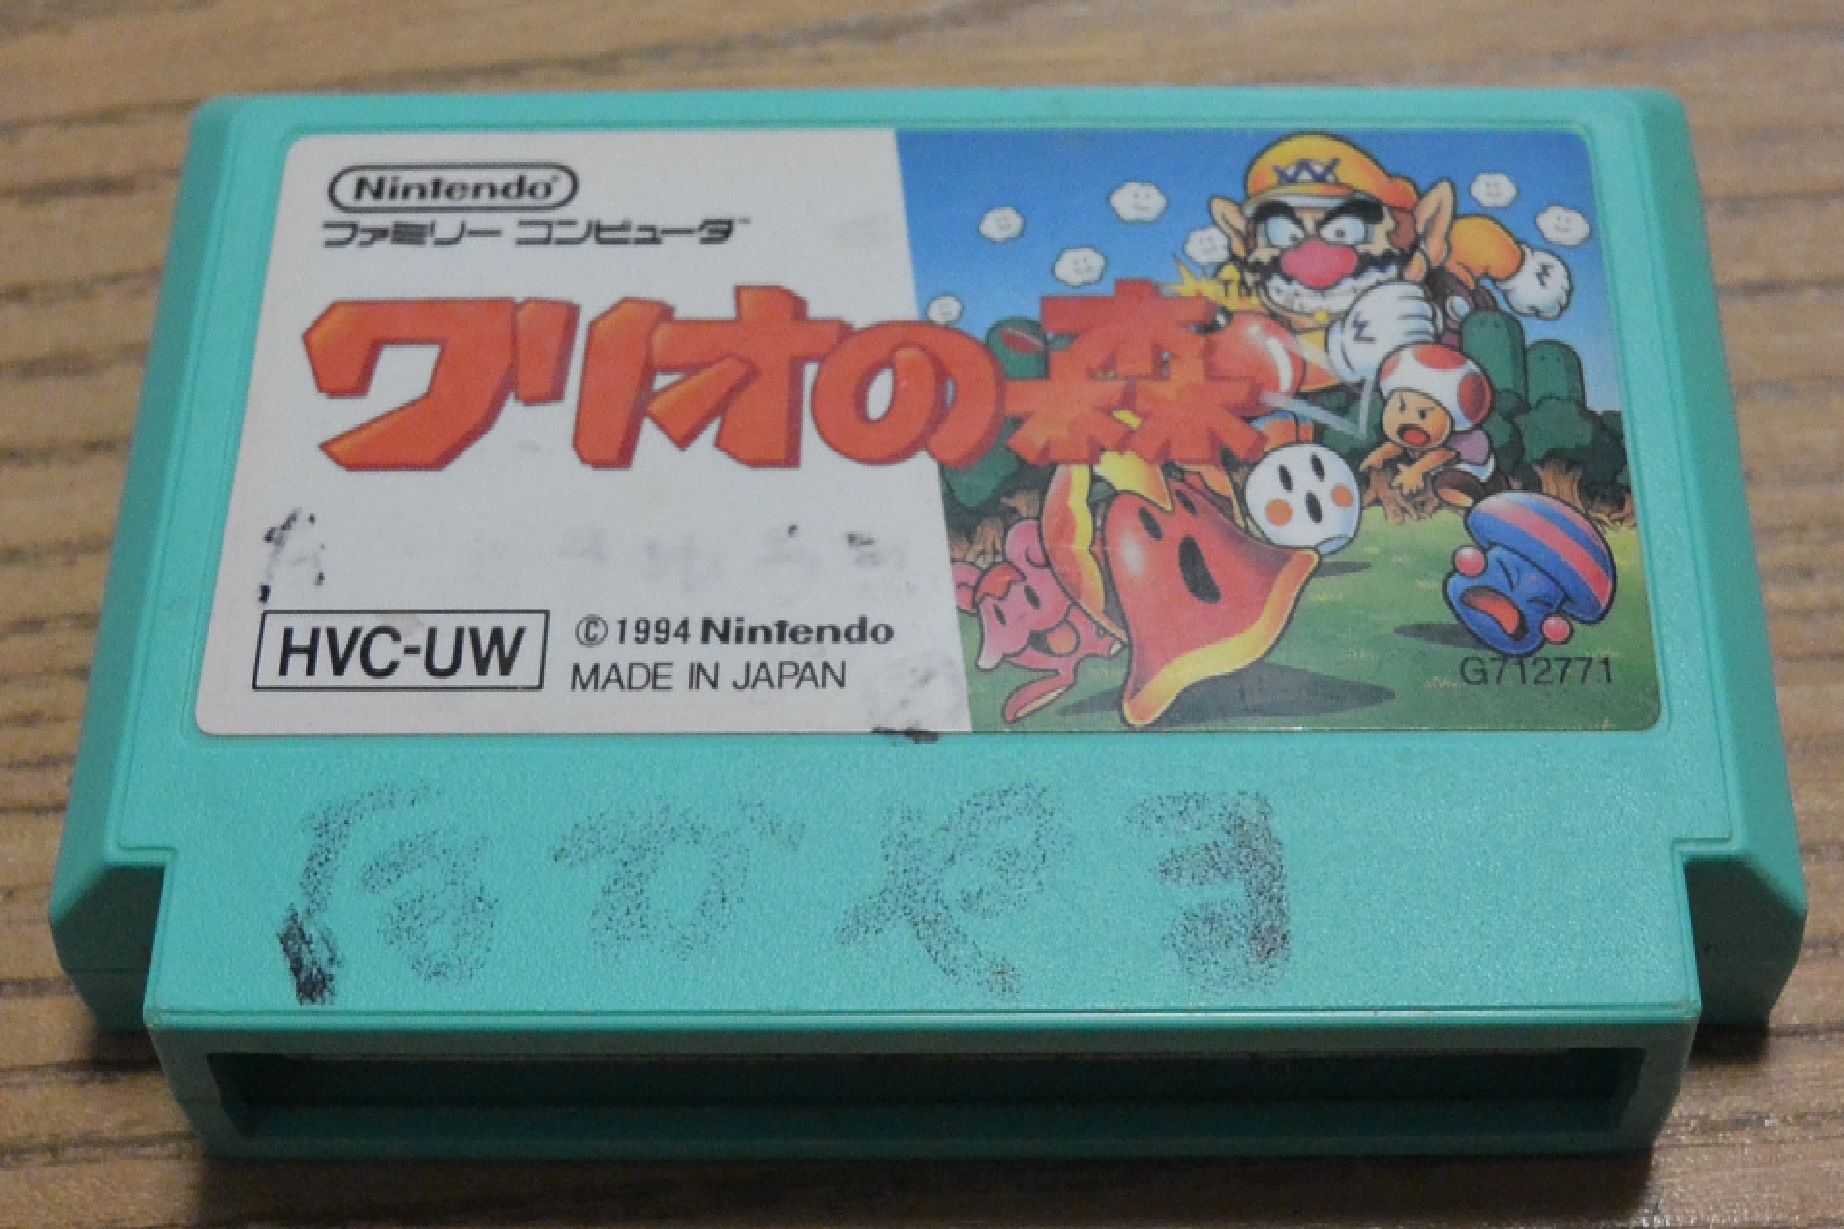 Nintendo
ファミリー コンピュータ
ワリオの森
HVC-UW
©1994 Nintendo
MADE IN JAPAN
G712771